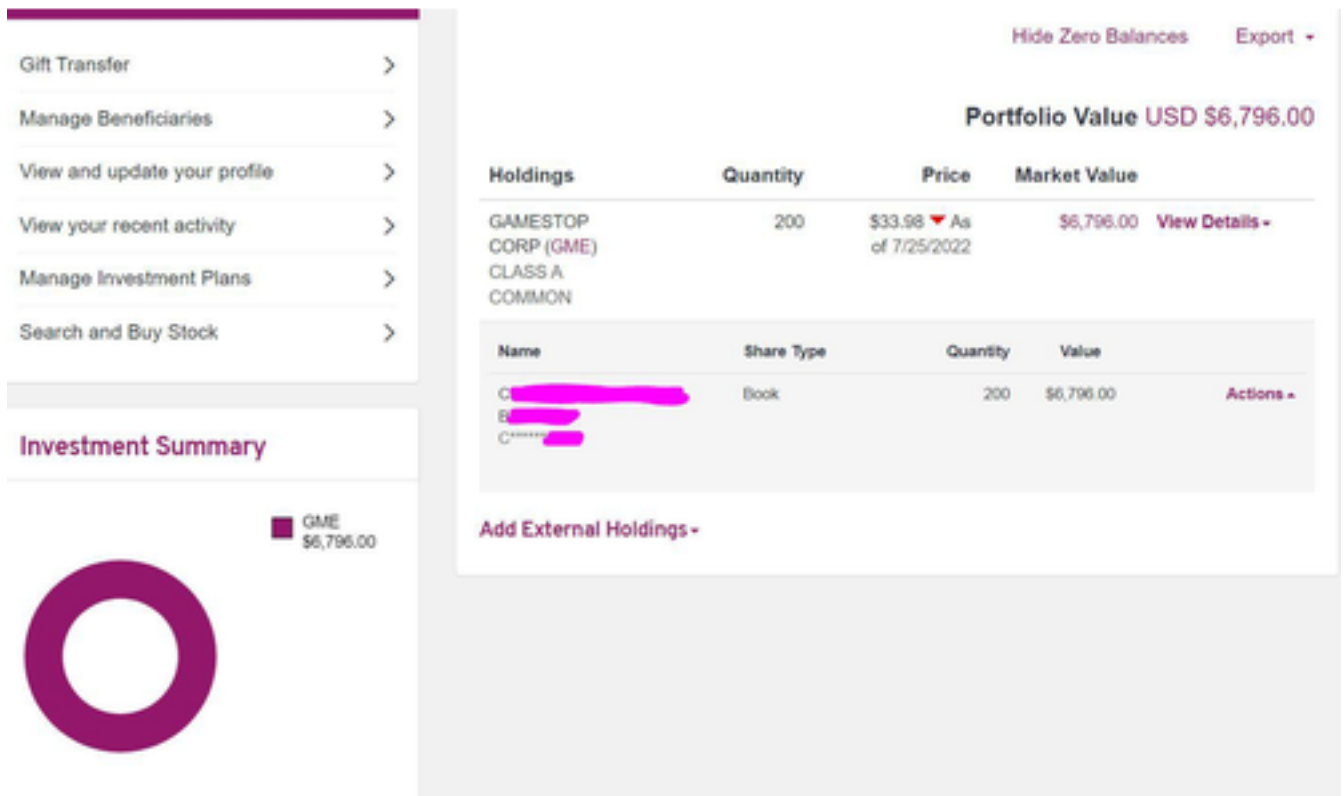 Gift Transfer
Manage Beneficiaries
View and update your profile
View your recent activity
Manage Investment Plans
Search and Buy Stock
Investment Summary
GME
$6,796.00
Hide Zero Balances Export
Portfolio Value USD $6,796.00
Holdings Quantity Price Market Value
GAMESTOP 200 $33.98 As $6,796.00 View Details
CORP (GME) of 7/25/2022
CLASS A
COMMON
Name Share Type Quantity Value
C Book 200 $6,796.00 Actions
B
C*******
Add External Holdings